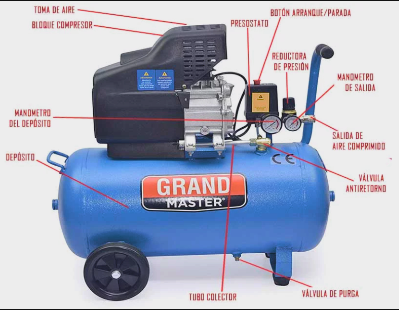 TOMA DE AIRE
BLOQUE COMPRESOR
PRESOSTATO
BOTÓN ARRANQUE/PARADA
REDUCTORA
DE PRESIÓN
MANOMETRO
DE SALIDA
MANOMETRO
DEL DEPÓSITO
SALIDA DE
AIRE COMPRIMIDO
DEPÓSITO
VÁLVULA
ANTIRETORNO
CE
GRAND
MASTER
TUBO COLECTOR
VÁLVULA DE PURGA